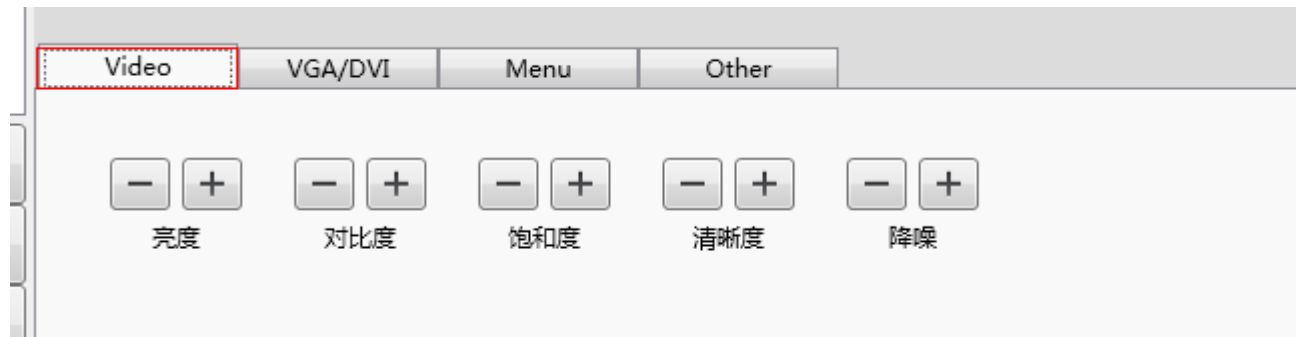 Video VGA/DVI Menu Other
− + − + − + − + − +
亮度 对比度 饱和度 清晰度 降噪